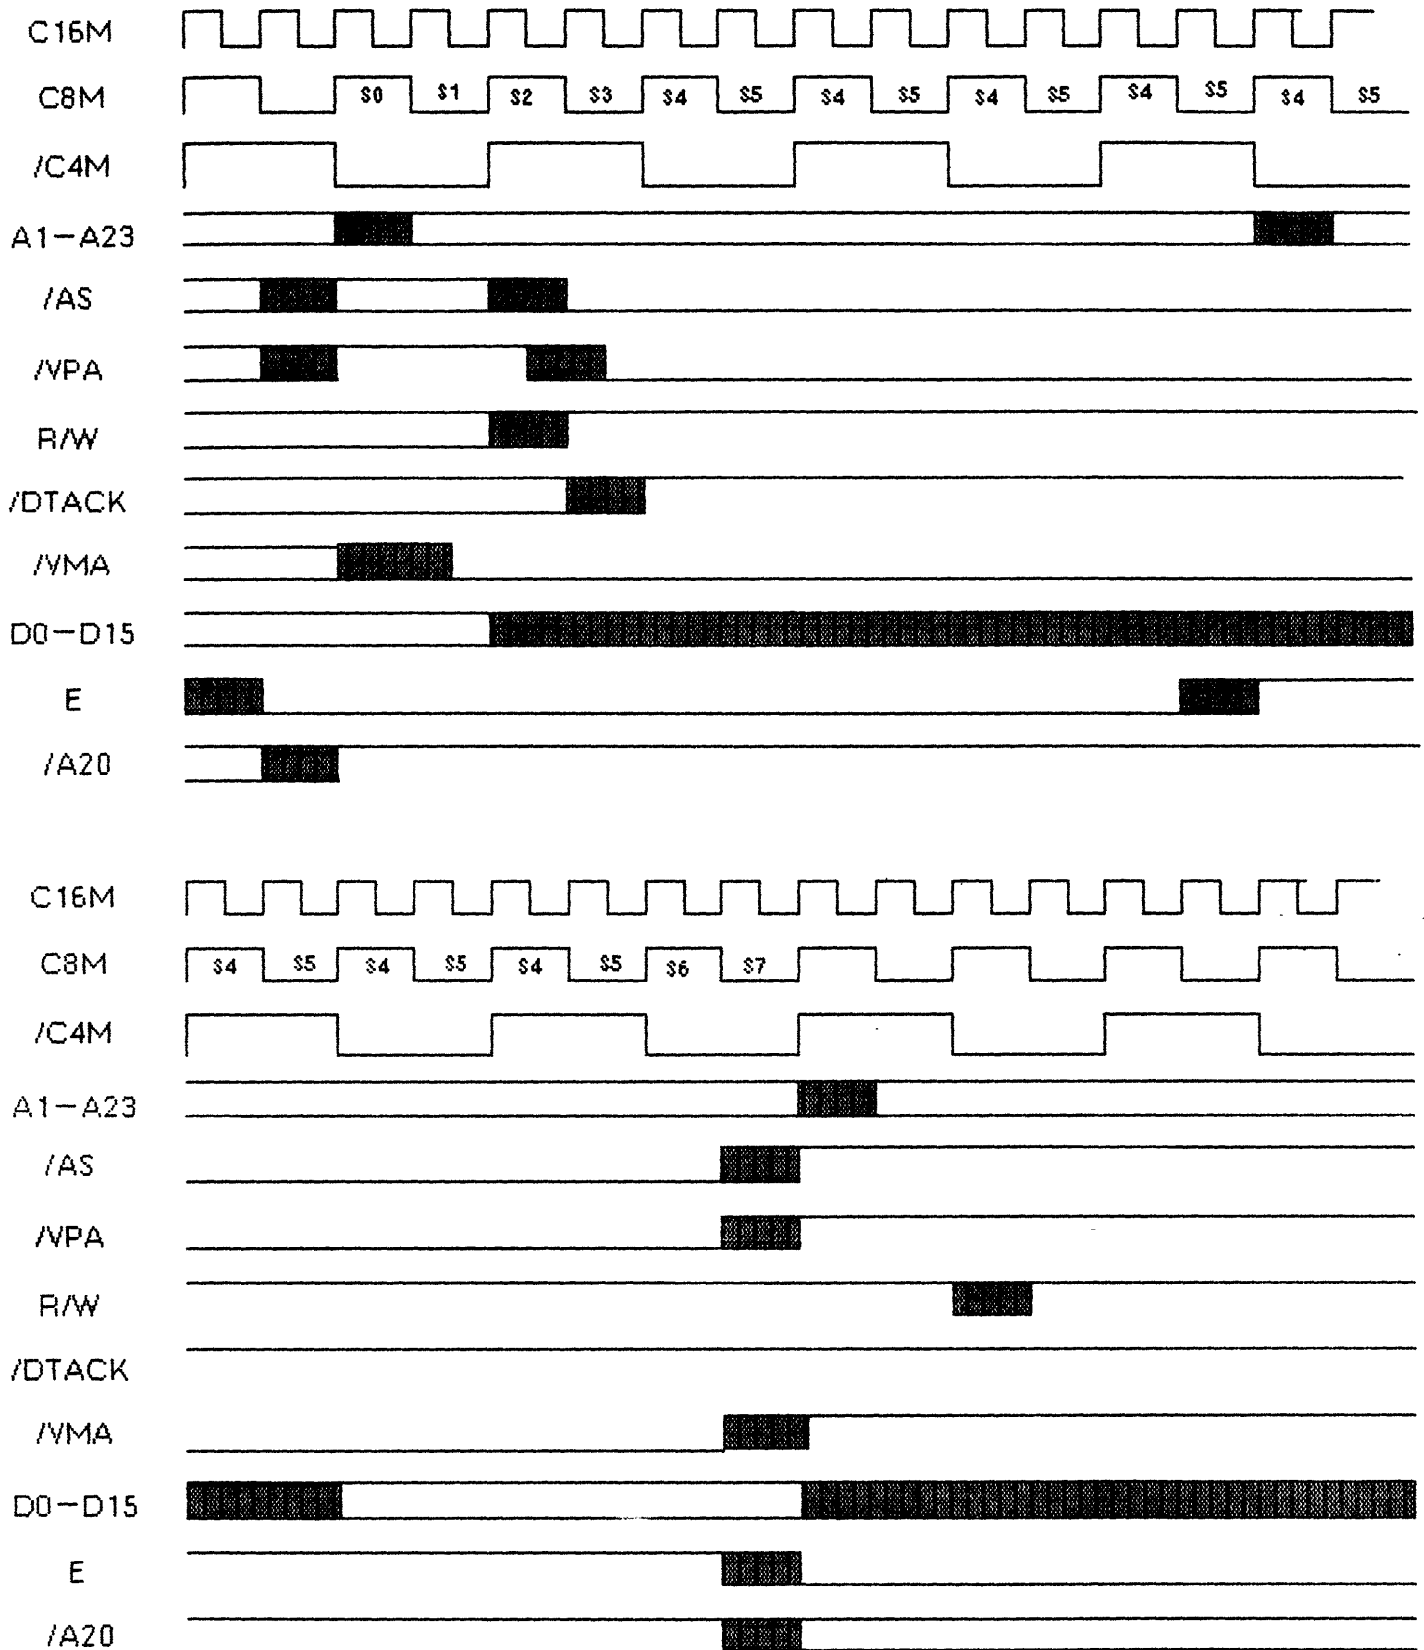 C16M
C8M S0 S1 S2 S3 S4 S5 S4 S5 S4 S5 S4 S5 S4 S5
/C4M
A1-A23
/AS
/VPA
R/W
/DTACK
/VMA
D0-D15
E
/A20
C16M
C8M S4 S5 S4 S5 S4 S5 S6 S7
/C4M
A1-A23
/AS
/VPA
R/W
/DTACK
/VMA
D0-D15
E
/A20